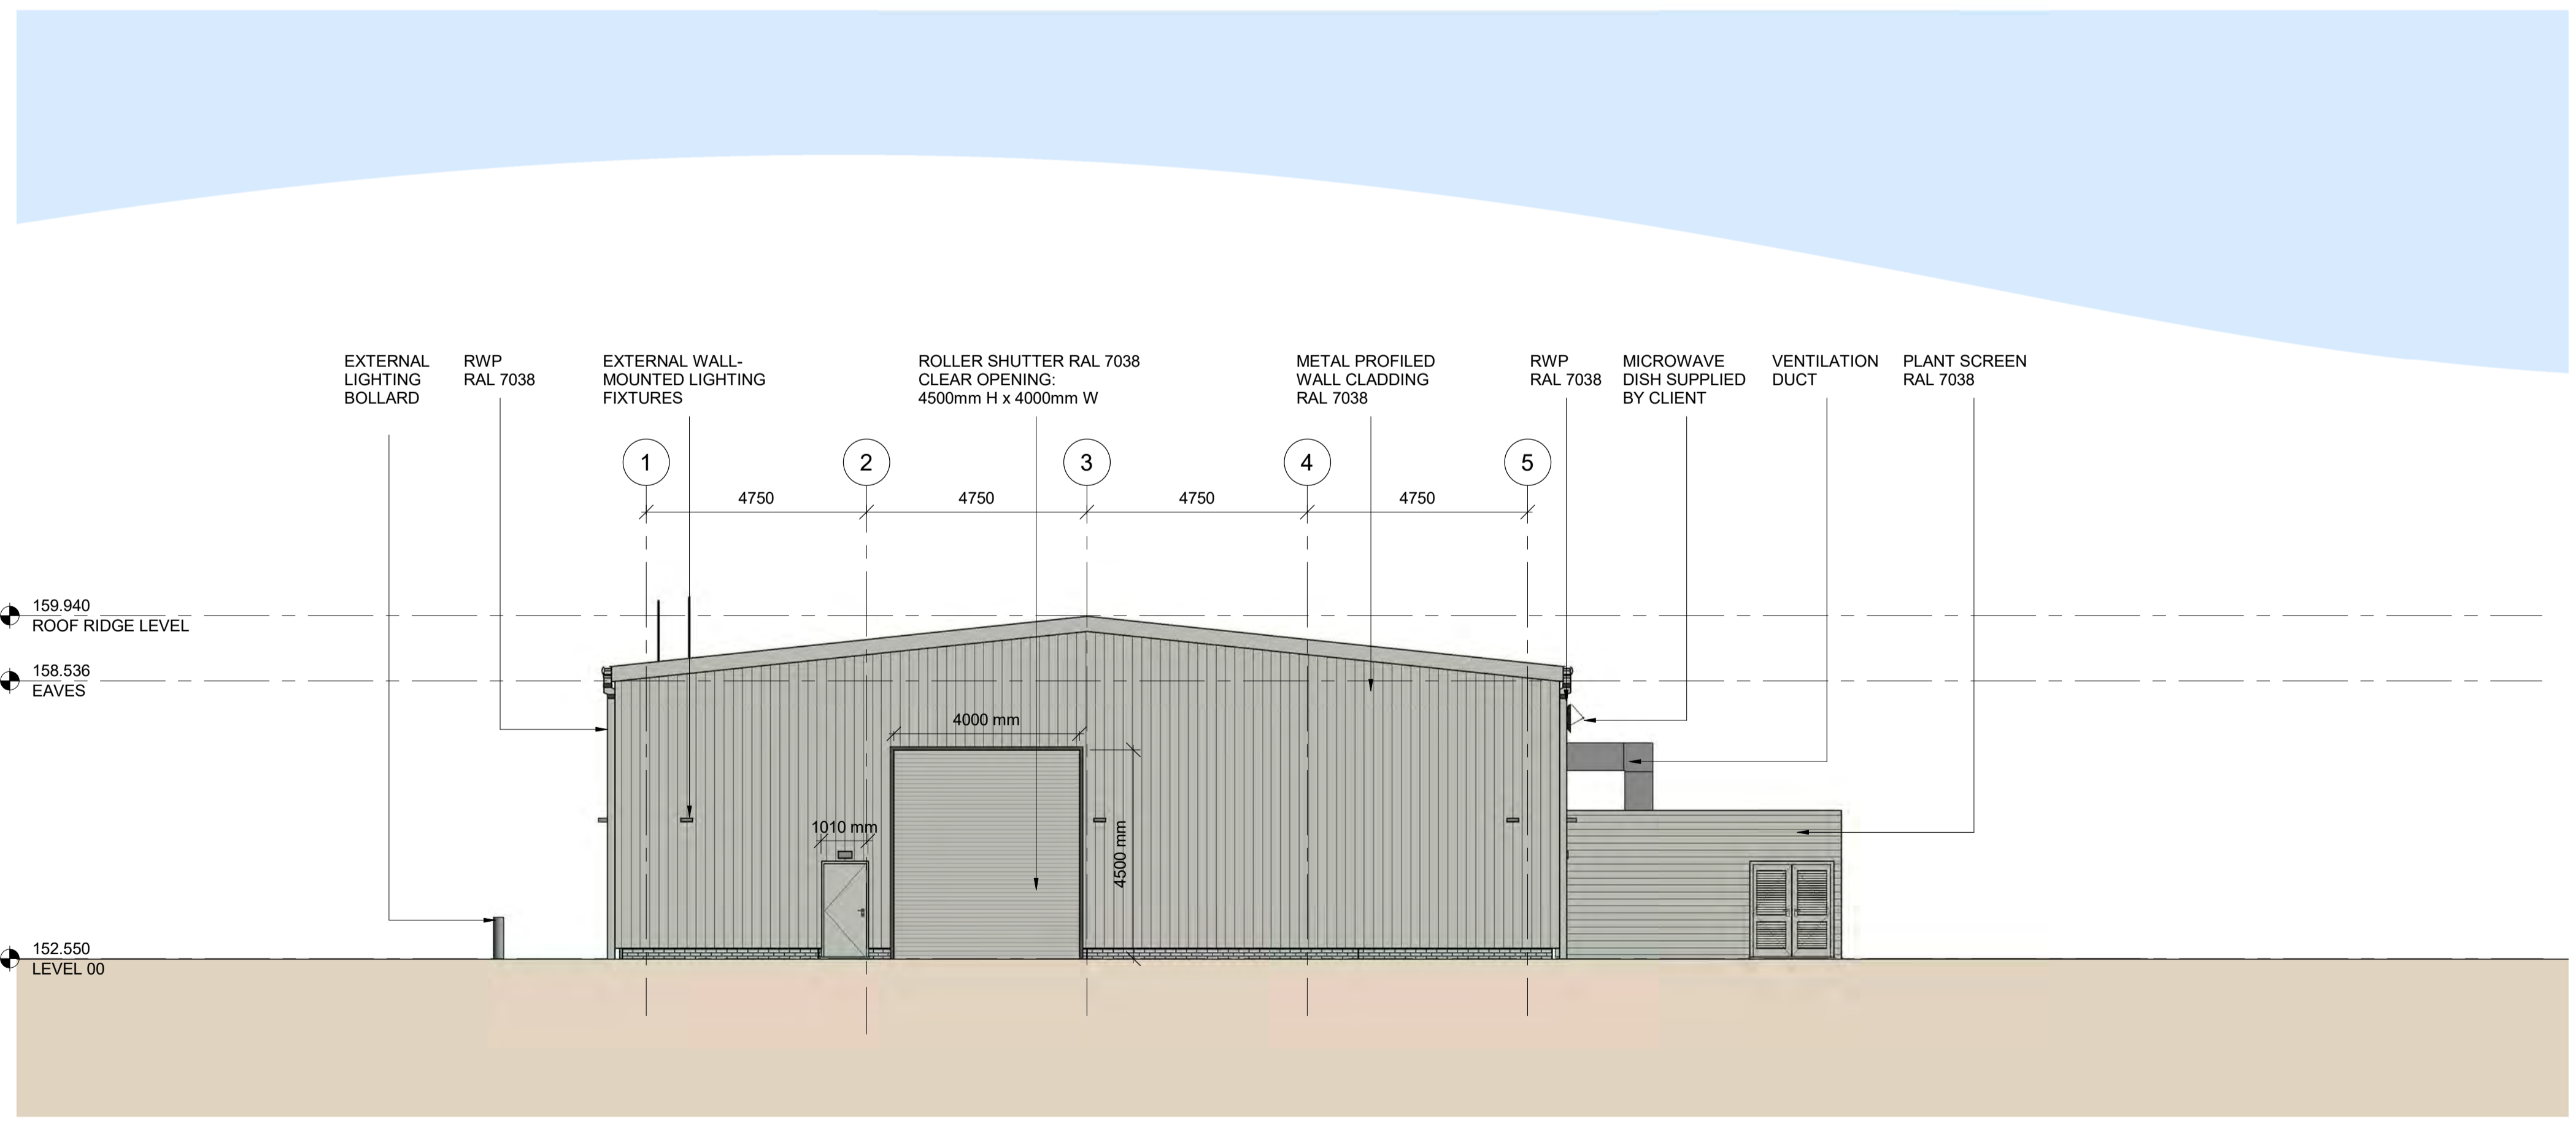 EXTERNAL
LIGHTING
BOLLARD
RWP
RAL 7038
EXTERNAL WALL-
MOUNTED LIGHTING
FIXTURES
ROLLER SHUTTER RAL 7038
CLEAR OPENING:
4500mm H x 4000mm W
METAL PROFILED
WALL CLADDING
RAL 7038
RWP
RAL 7038
MICROWAVE
DISH SUPPLIED
BY CLIENT
VENTILATION
DUCT
PLANT SCREEN
RAL 7038
1
2
3
4
5
4750
4750
4750
4750
159.940
ROOF RIDGE LEVEL
158.536
EAVES
4000 mm
1010 mm
4500 mm
152.550
LEVEL 00